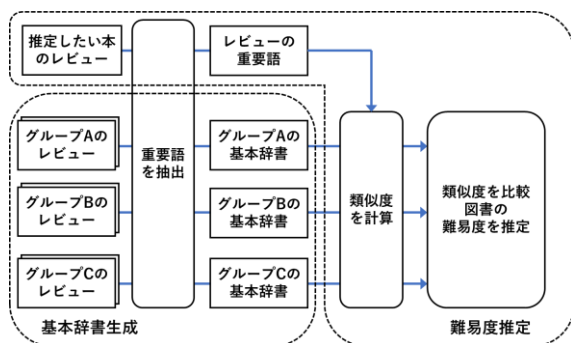 推定したい本
のレビュー
レビューの
重要語
グループAの
レビュー
重要語
を抽出
グループAの
基本辞書
グループBの
レビュー
グループBの
基本辞書
類似度
を計算
類似度を比較
図書の
難易度を推定
グループCの
レビュー
グループCの
基本辞書
基本辞書生成
難易度推定